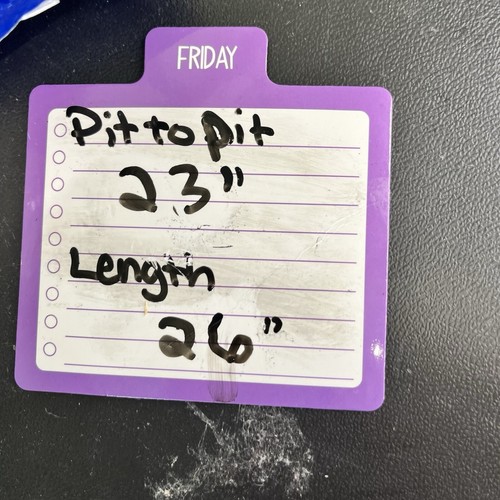 FRIDAY
Pit to pit
23"
Length
26"